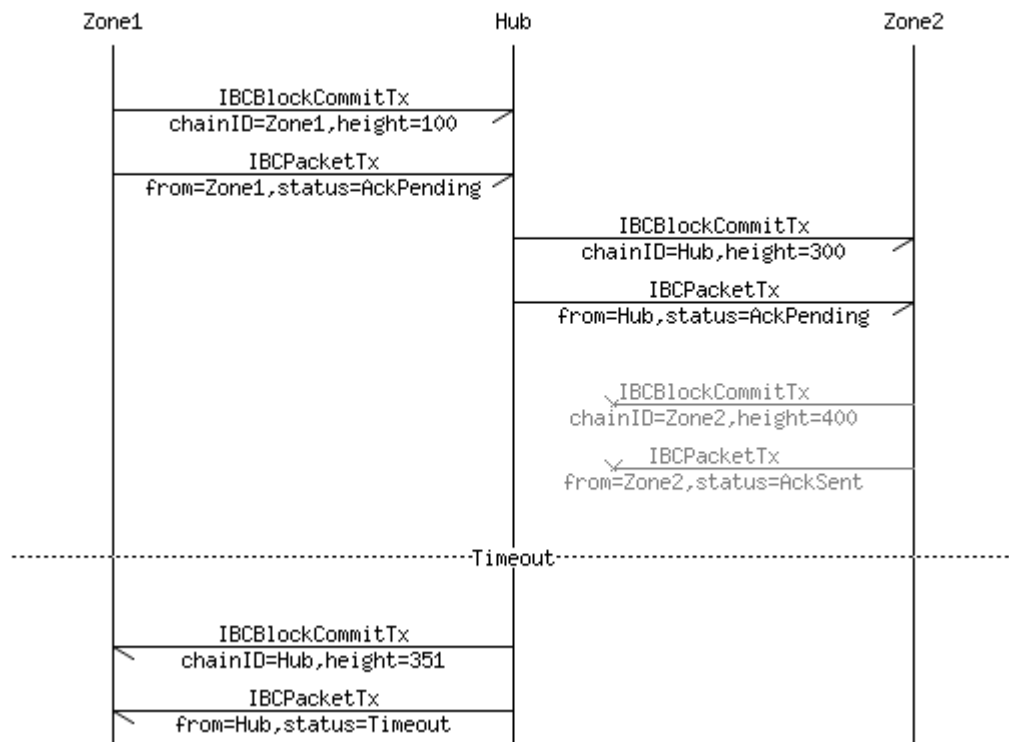 Zone1 Hub Zone2
IBCBlockCommitTx
chainID=Zone1,height=100
IBCPacketTx
from=Zone1,status=AckPending
IBCBlockCommitTx
chainID=Hub,height=300
IBCPacketTx
from=Hub,status=AckPending
IBCBlockCommitTx
chainID=Zone2,height=400
IBCPacketTx
from=Zone2,status=AckSent
Timeout
IBCBlockCommitTx
chainID=Hub,height=351
IBCPacketTx
from=Hub,status=Timeout